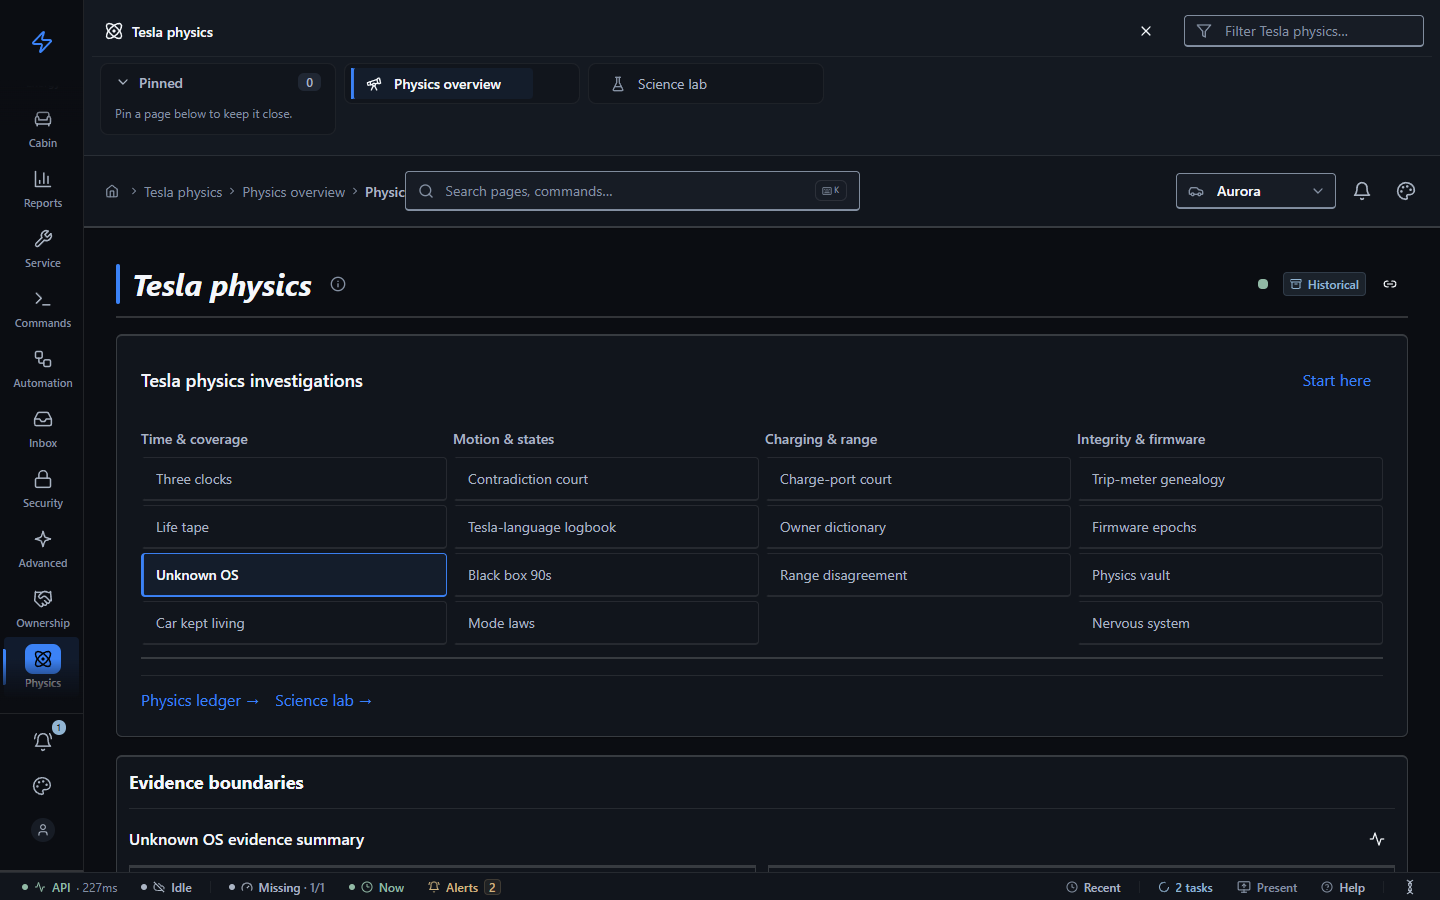 Tesla physics
Filter Tesla physics...
Pinned
0
Pin a page below to keep it close.
Physics overview
Science lab
Cabin
Reports
Service
Commands
Automation
Inbox
Security
Advanced
Ownership
Physics
1
Tesla physics
Physics overview
Physic
Search pages, commands...
K
Aurora
Tesla physics
Historical
Tesla physics investigations
Start here
Time & coverage
Three clocks
Life tape
Unknown OS
Car kept living
Motion & states
Contradiction court
Tesla-language logbook
Black box 90s
Mode laws
Charging & range
Charge-port court
Owner dictionary
Range disagreement
Integrity & firmware
Trip-meter genealogy
Firmware epochs
Physics vault
Nervous system
Physics ledger →
Science lab →
Evidence boundaries
Unknown OS evidence summary
API · 227ms
Idle
Missing · 1/1
Now
Alerts 2
Recent
2 tasks
Present
Help